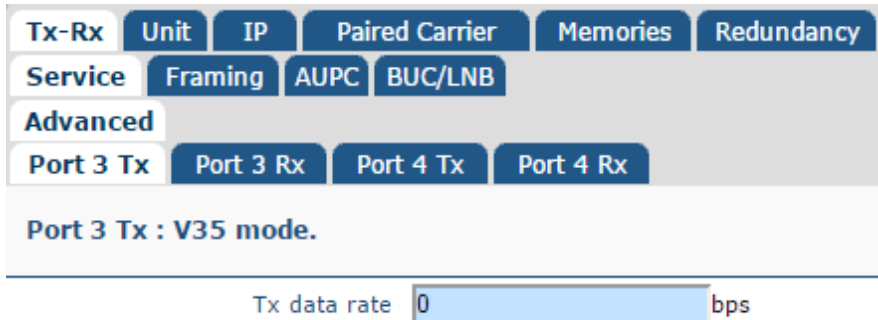 Tx-Rx Unit IP Paired Carrier Memories Redundancy
Service Framing AUPC BUC/LNB
Advanced
Port 3 Tx Port 3 Rx Port 4 Tx Port 4 Rx
Port 3 Tx : V35 mode.
Tx data rate 0 bps